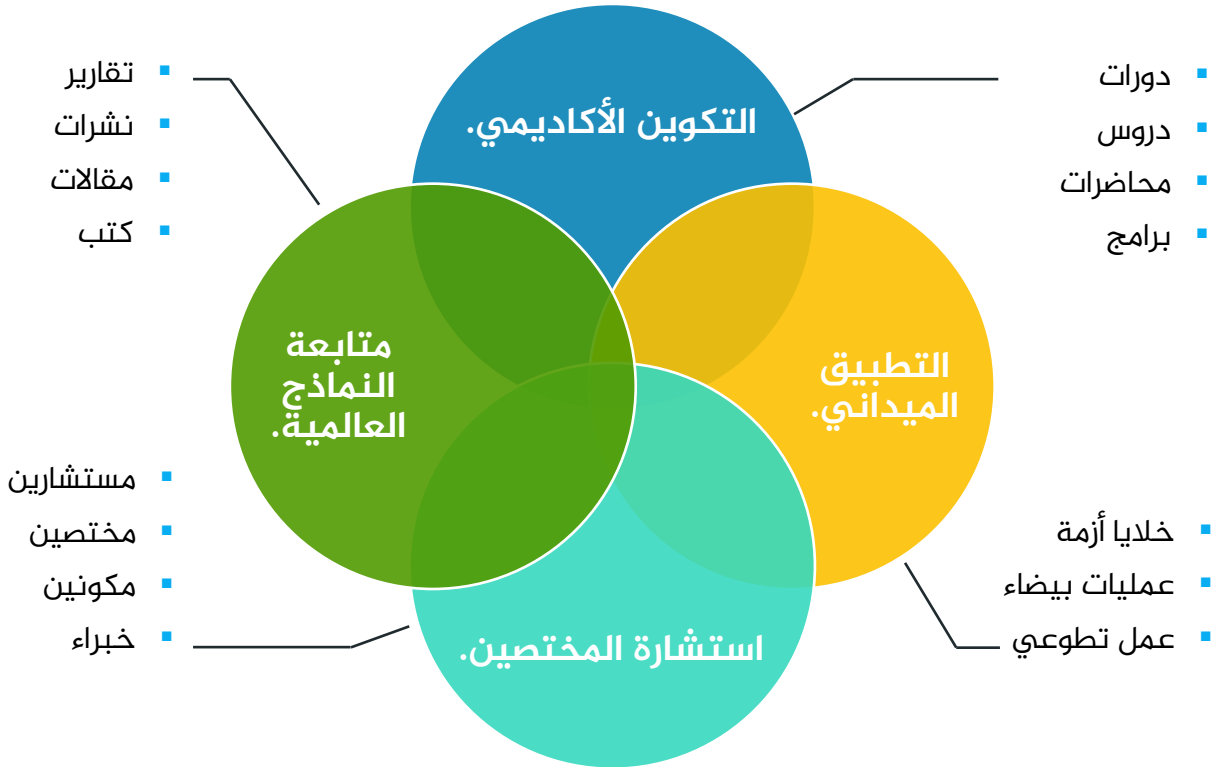 التكوين الأكاديمي.
دورات
دروس
محاضرات
برامج
التطبيق
الميداني.
خلايا أزمة
عمليات بيضاء
عمل تطوعي
استشارة المختصين.
مستشارين
مختصين
مكونين
خبراء
متابعة
النماذج
العالمية.
تقارير
نشرات
مقالات
كتب